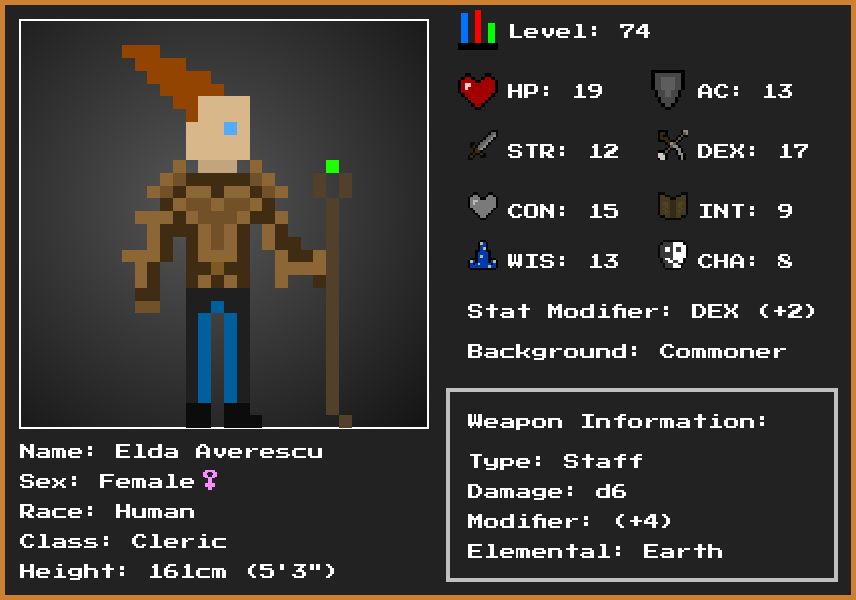 Level: 74
HP: 19 AC: 13
STR: 12 DEX: 17
CON: 15 INT: 9
WIS: 13 CHA: 8
Stat Modifier: DEX (+2)
Background: Commoner
Weapon Information:
Type: Staff
Damage: d6
Modifier: (+4)
Elemental: Earth
Name: Elda Averescu
Sex: Female♀
Race: Human
Class: Cleric
Height: 161cm (5'3")